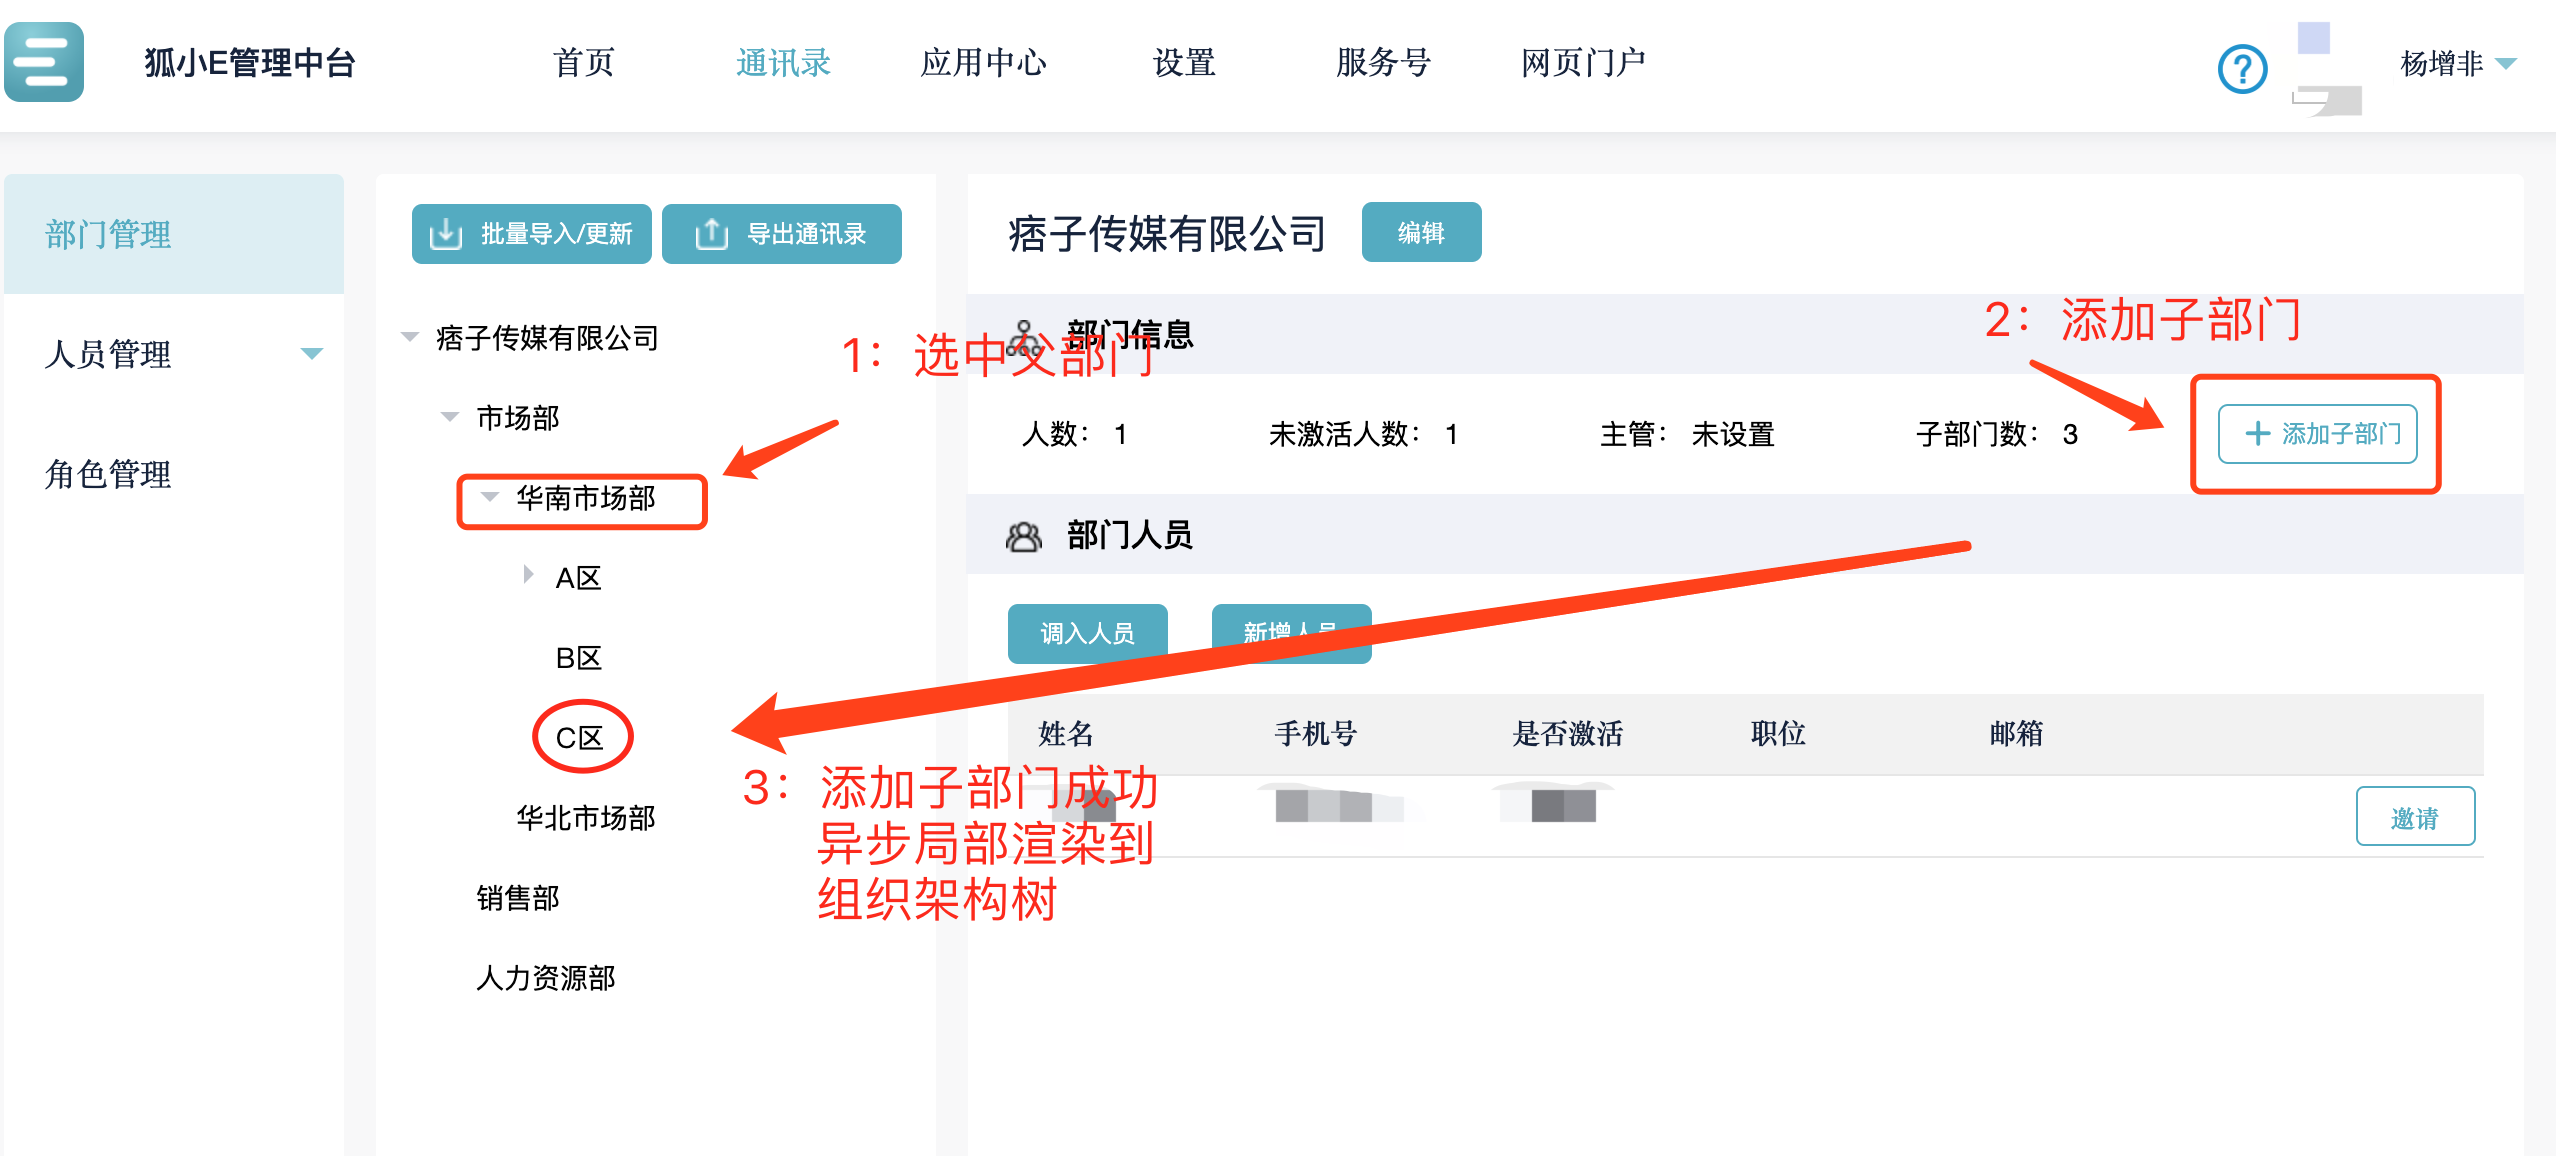 狐小E管理中台
首页
通讯录
应用中心
设置
服务号
网页门户
杨增非
部门管理
人员管理
角色管理
批量导入/更新
导出通讯录
痞子传媒有限公司
市场部
华南市场部
A区
B区
C区
华北市场部
销售部
人力资源部
痞子传媒有限公司
编辑
部门信息
1：选中父部门
2：添加子部门
人数： 1
未激活人数： 1
主管： 未设置
子部门数： 3
添加子部门
部门人员
调入人员
新增人员
姓名
手机号
是否激活
职位
邮箱
邀请
3：添加子部门成功
异步局部渲染到
组织架构树